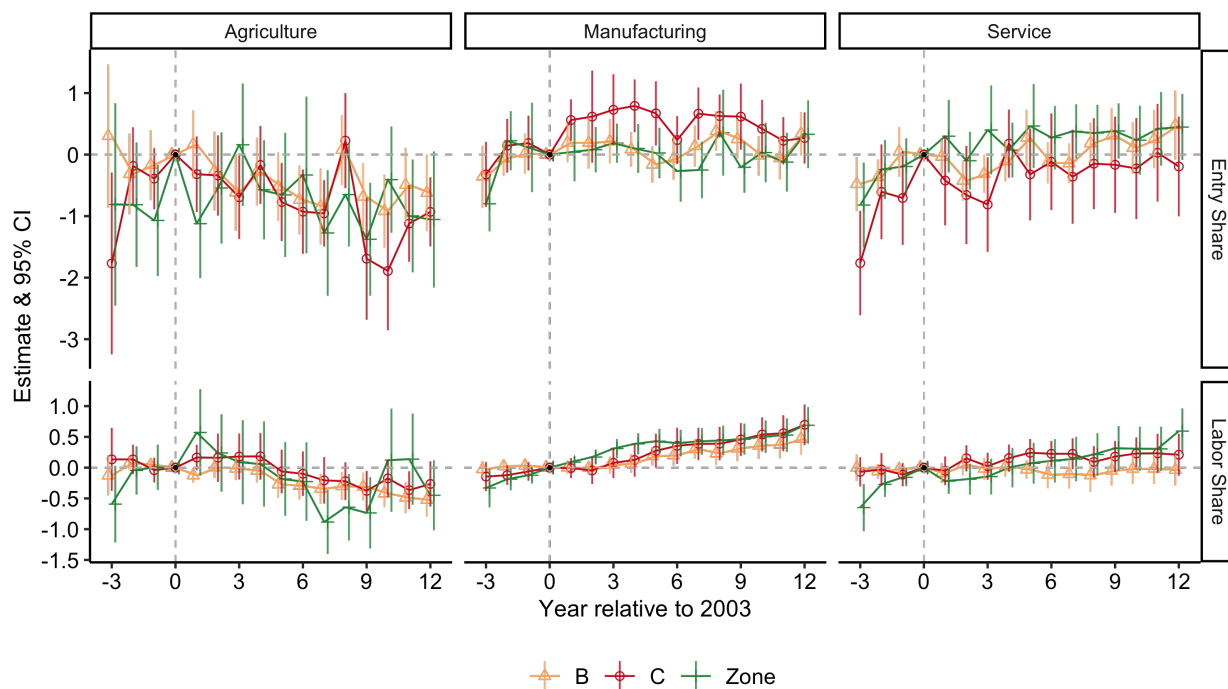 Agriculture Manufacturing Service
Estimate & 95% CI
1
0
-1
-2
-3
Entry Share
1.0
0.5
0.0
-0.5
-1.0
-1.5
Labor Share
-3 0 3 6 9 12 -3 0 3 6 9 12 -3 0 3 6 9 12
Year relative to 2003
B C Zone